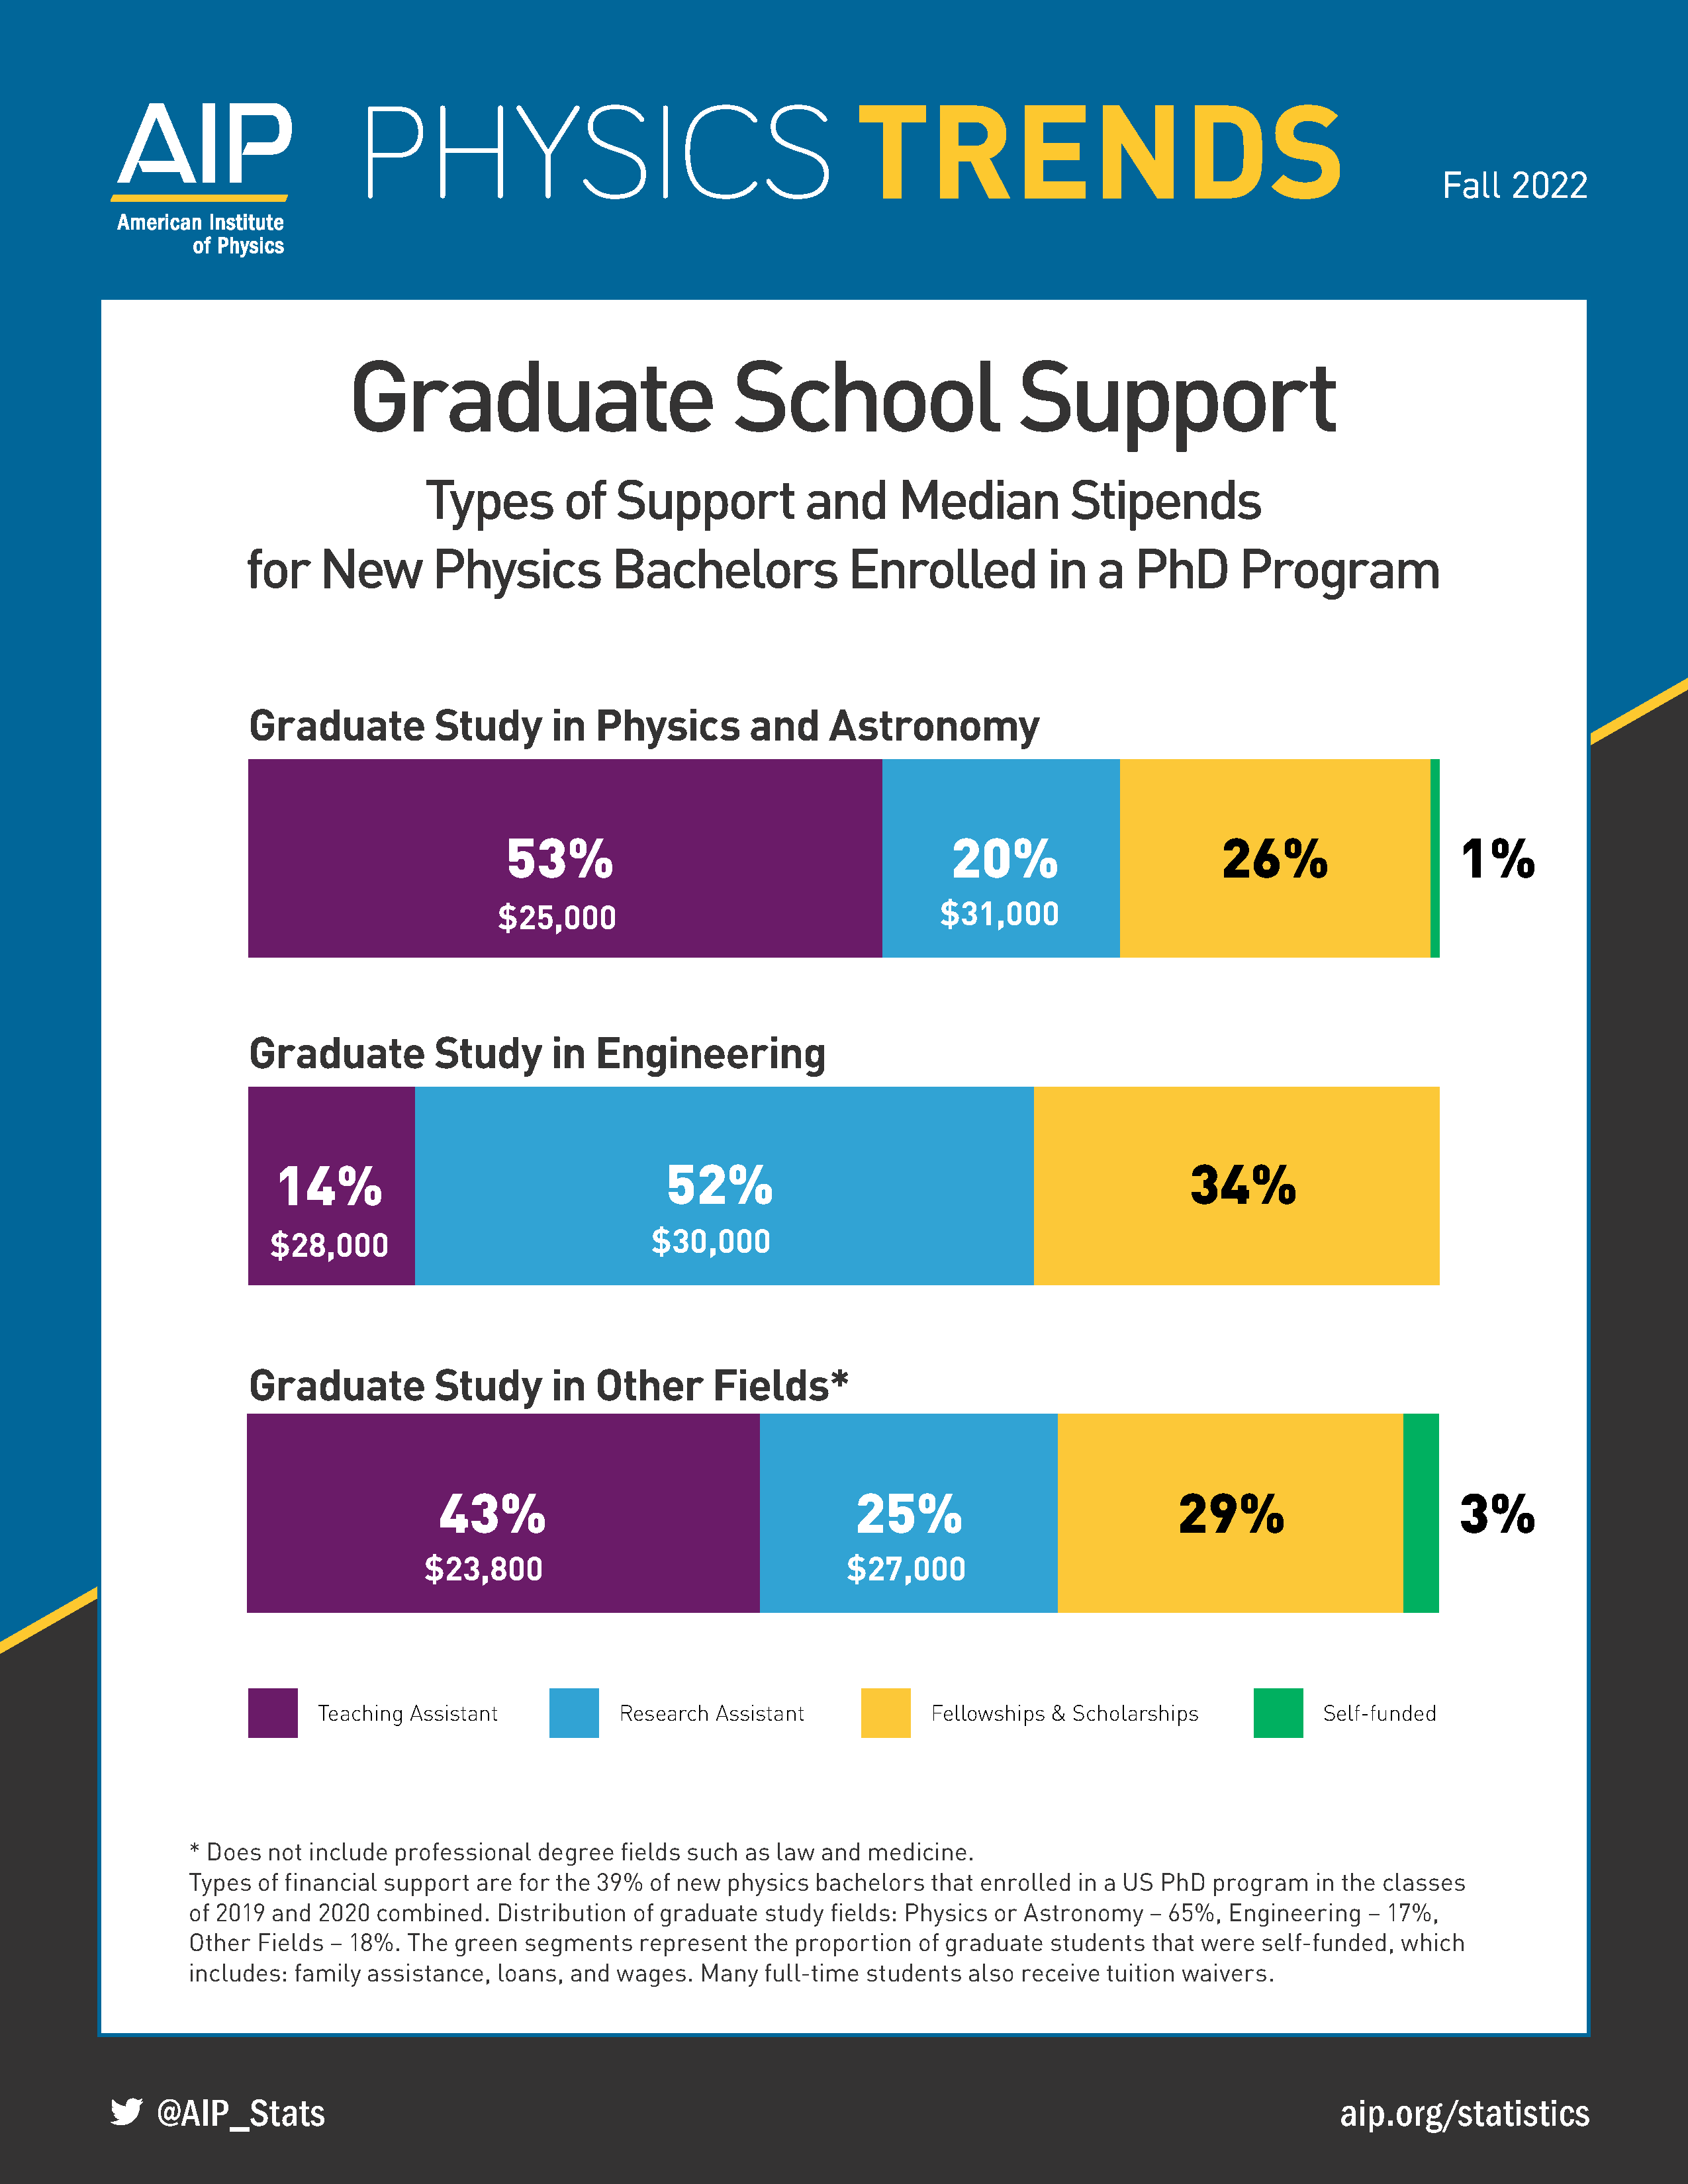 AIP
American Institute
of Physics
PHYSICS TRENDS
Fall 2022
Graduate School Support
Types of Support and Median Stipends
for New Physics Bachelors Enrolled in a PhD Program
Graduate Study in Physics and Astronomy
53% 20% 26% 1%
$25,000 $31,000
Graduate Study in Engineering
14% 52% 34%
$28,000 $30,000
Graduate Study in Other Fields*
43% 25% 29% 3%
$23,800 $27,000
Teaching Assistant Research Assistant Fellowships & Scholarships Self-funded
* Does not include professional degree fields such as law and medicine.
Types of financial support are for the 39% of new physics bachelors that enrolled in a US PhD program in the classes
of 2019 and 2020 combined. Distribution of graduate study fields: Physics or Astronomy – 65%, Engineering – 17%,
Other Fields – 18%. The green segments represent the proportion of graduate students that were self-funded, which
includes: family assistance, loans, and wages. Many full-time students also receive tuition waivers.
@AIP_Stats
aip.org/statistics